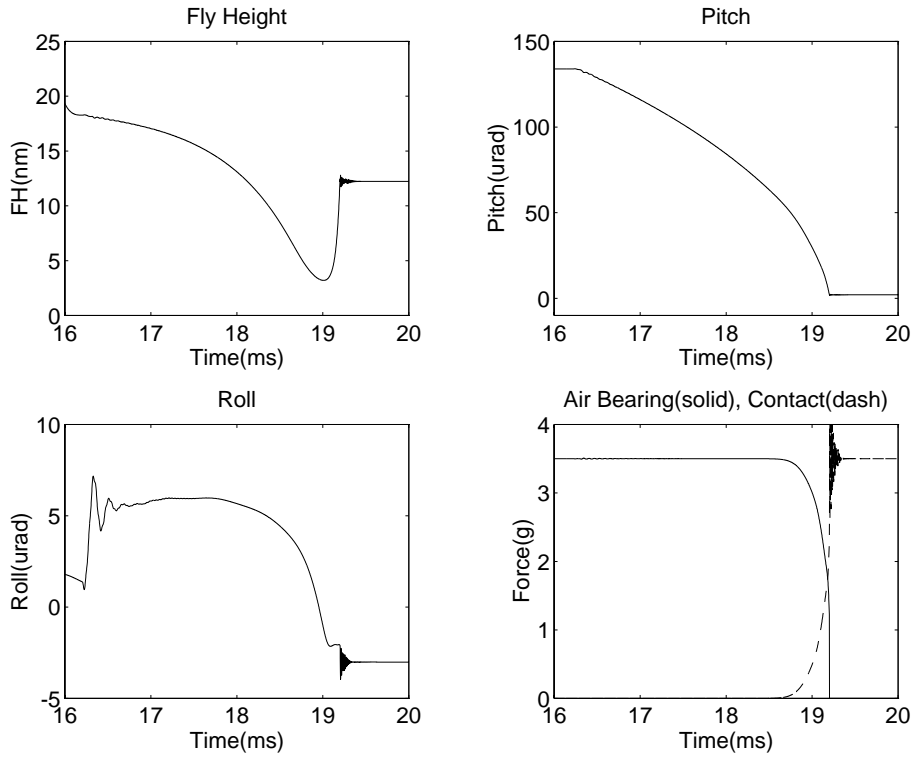 Fly Height
25
20
15
10
5
0
FH(nm)
16 17 18 19 20
Time(ms)
Pitch
150
100
50
0
Pitch(urad)
16 17 18 19 20
Time(ms)
Roll
10
5
0
-5
Roll(urad)
16 17 18 19 20
Time(ms)
Air Bearing(solid), Contact(dash)
4
3
2
1
0
Force(g)
16 17 18 19 20
Time(ms)